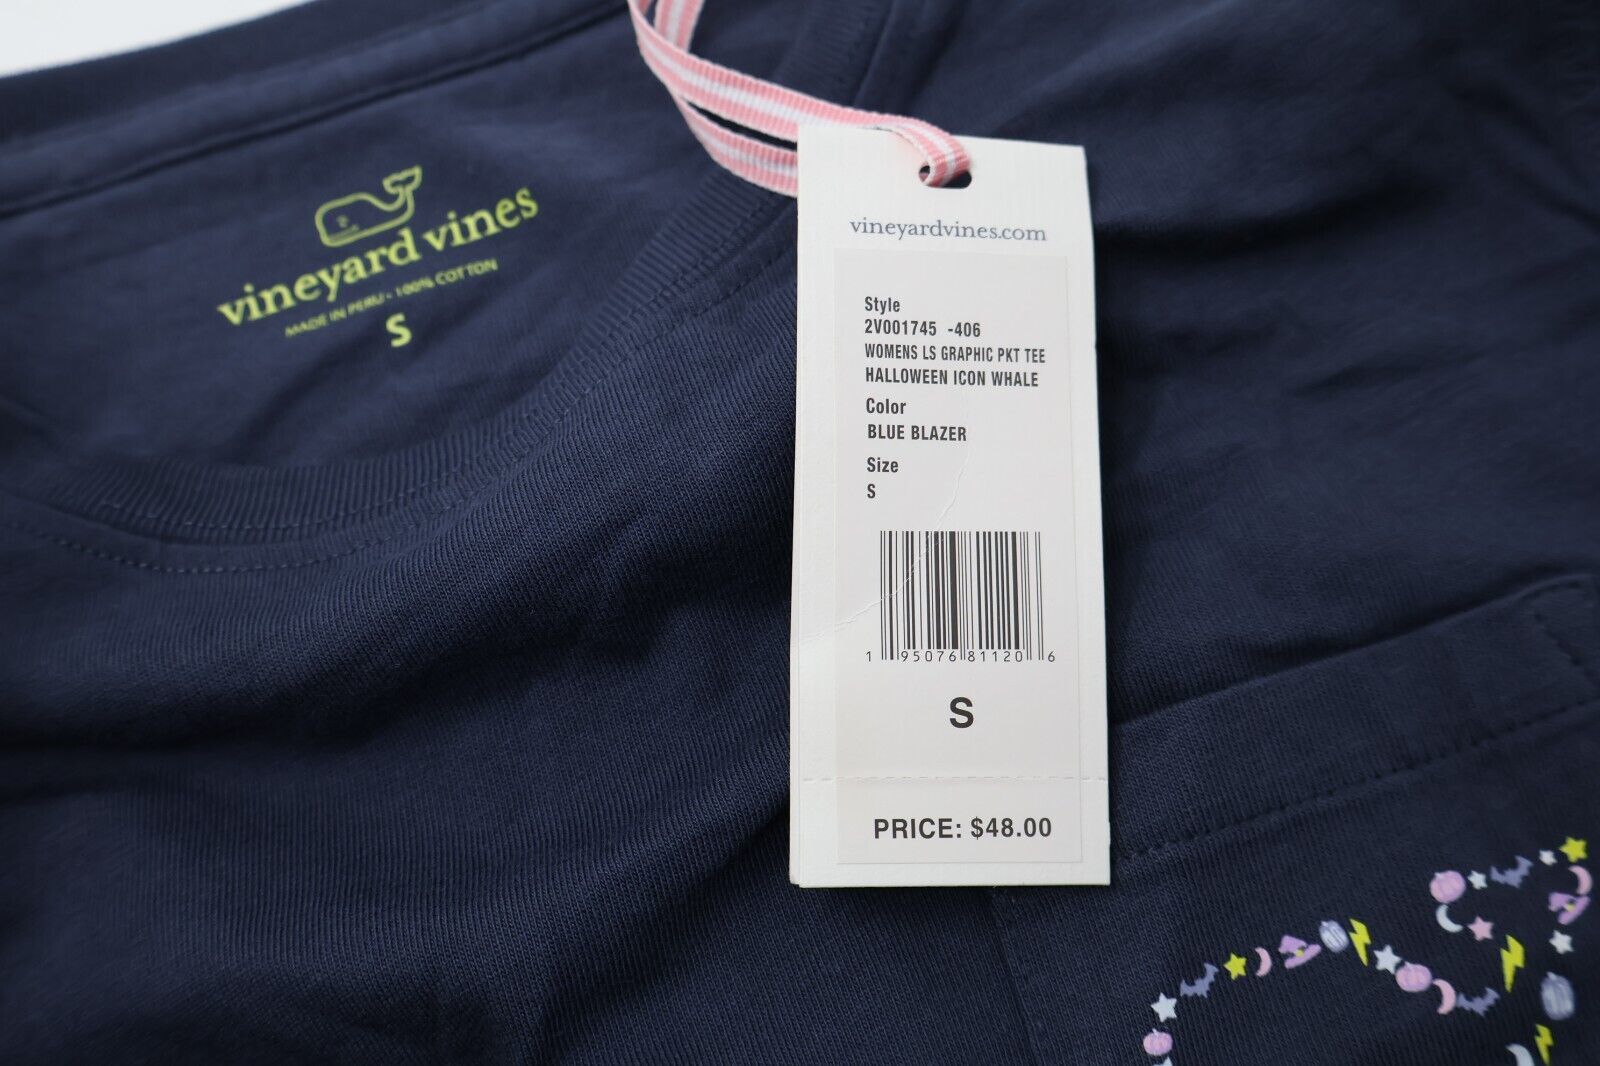 vineyard vines
MADE IN PERU • 100% COTTON
S
vineyardvines.com
Style
2V001745 -406
WOMENS LS GRAPHIC PKT TEE
HALLOWEEN ICON WHALE
Color
BLUE BLAZER
Size
S
1 95076 81120 6
S
PRICE: $48.00